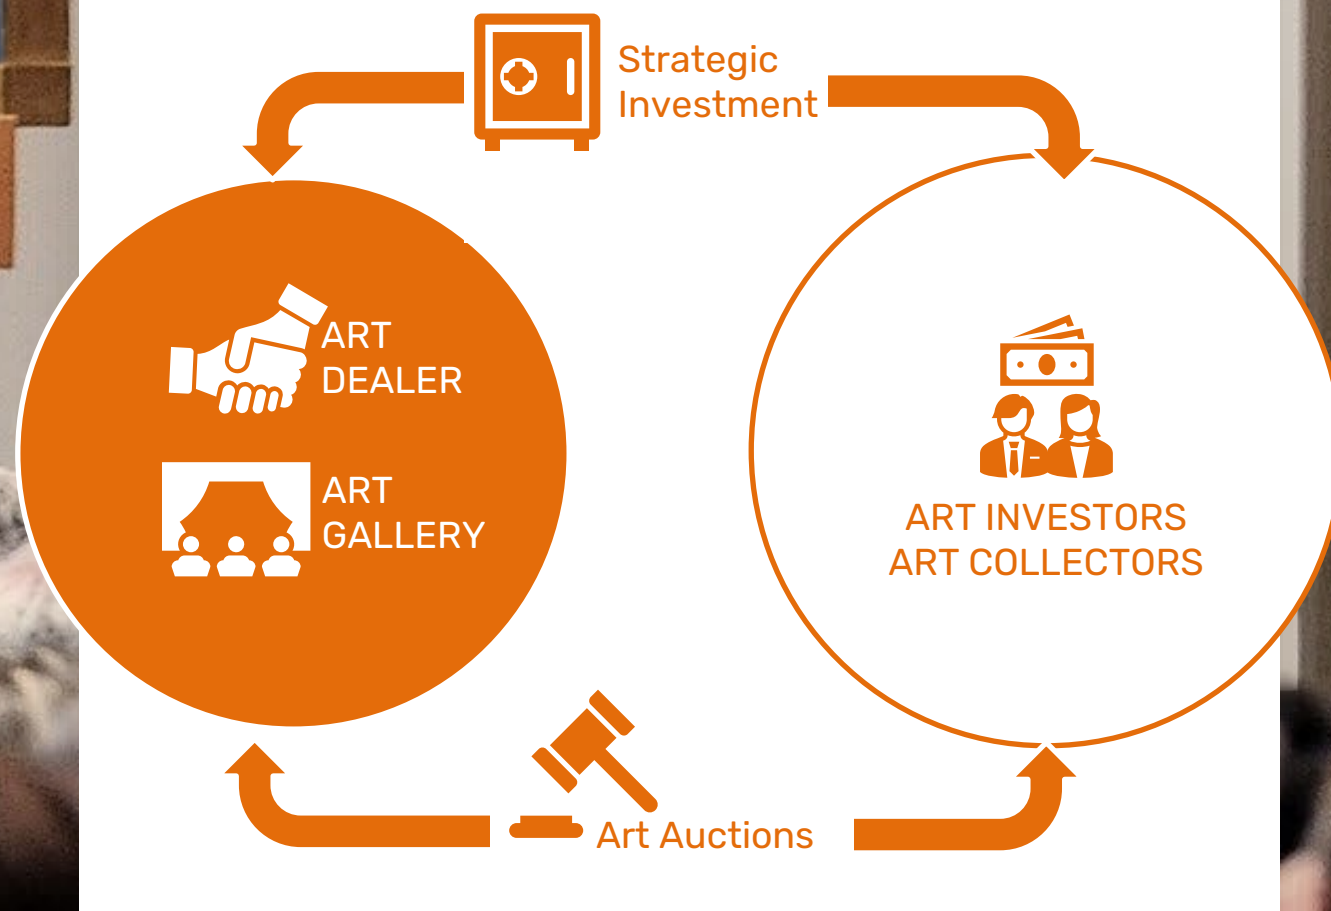 Strategic
Investment
ART
DEALER
ART
GALLERY
ART INVESTORS
ART COLLECTORS
Art Auctions